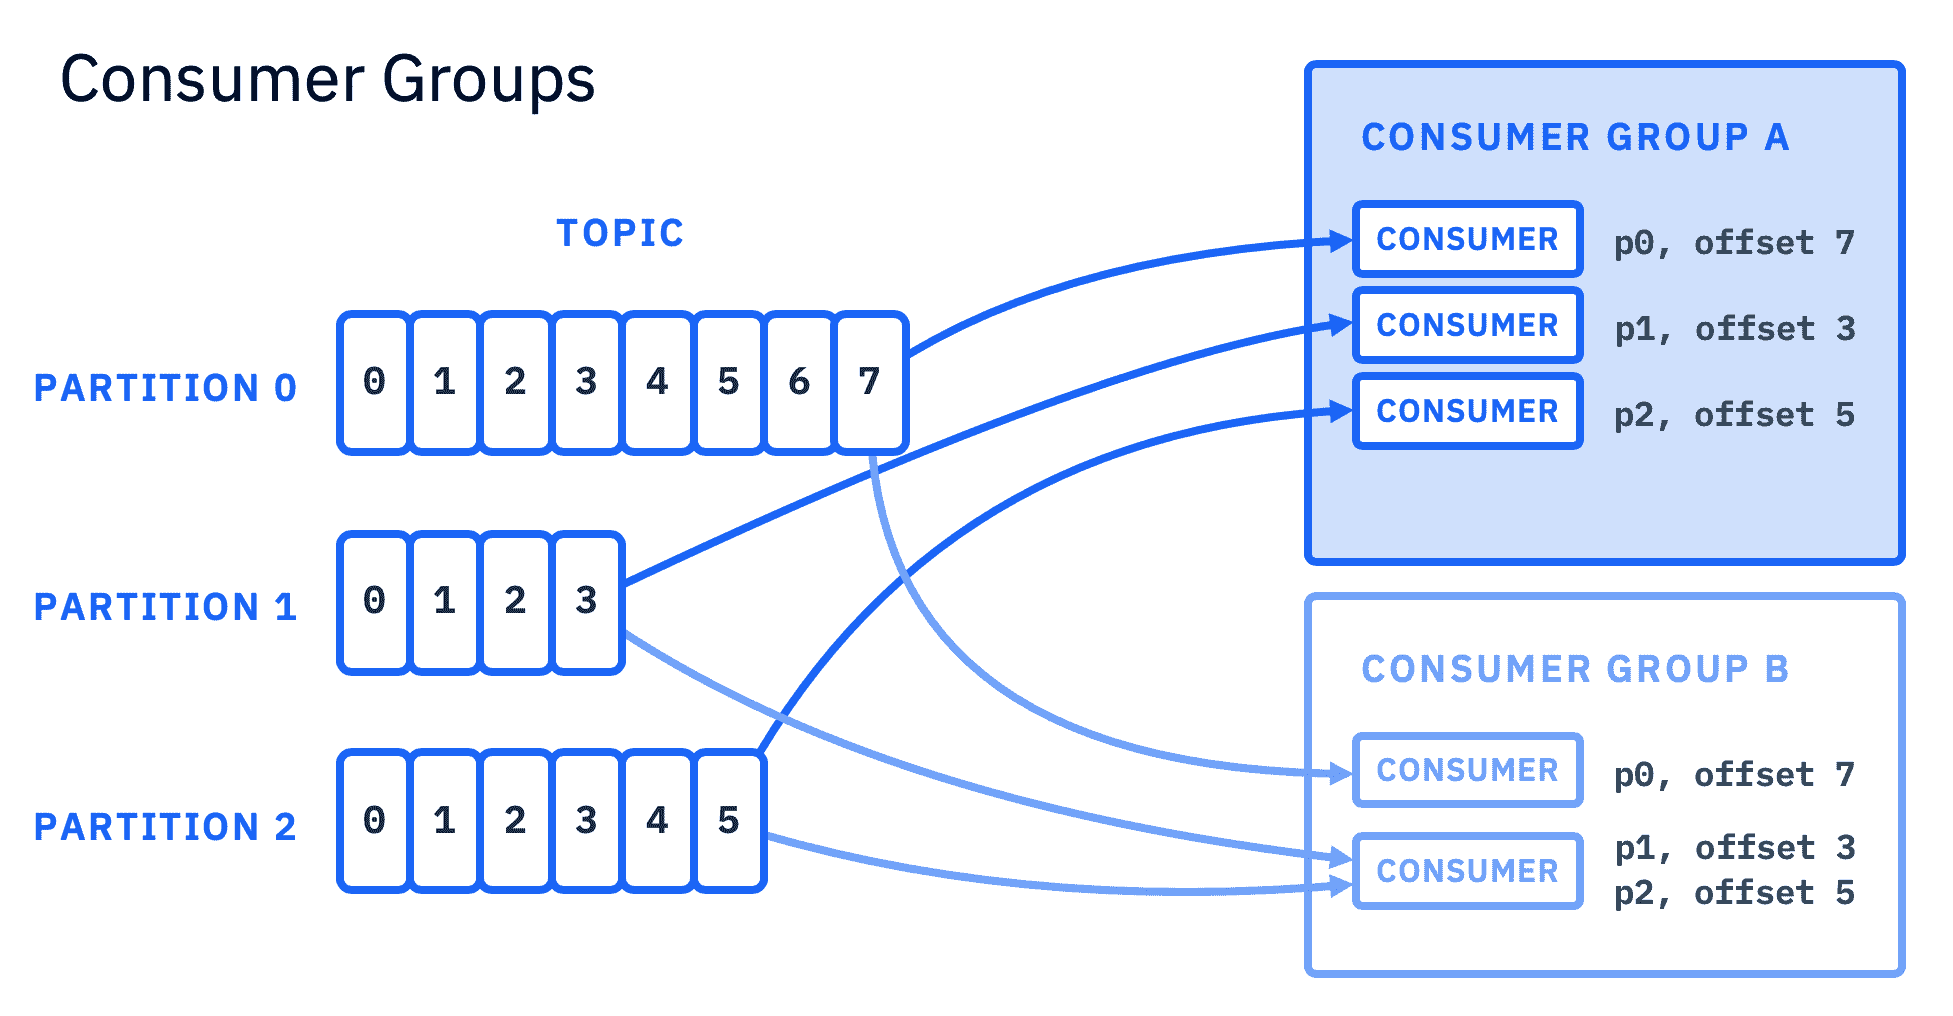 Consumer Groups
TOPIC
PARTITION 0
0 1 2 3 4 5 6 7
PARTITION 1
0 1 2 3
PARTITION 2
0 1 2 3 4 5
CONSUMER GROUP A
CONSUMER p0, offset 7
CONSUMER p1, offset 3
CONSUMER p2, offset 5
CONSUMER GROUP B
CONSUMER p0, offset 7
CONSUMER p1, offset 3
p2, offset 5